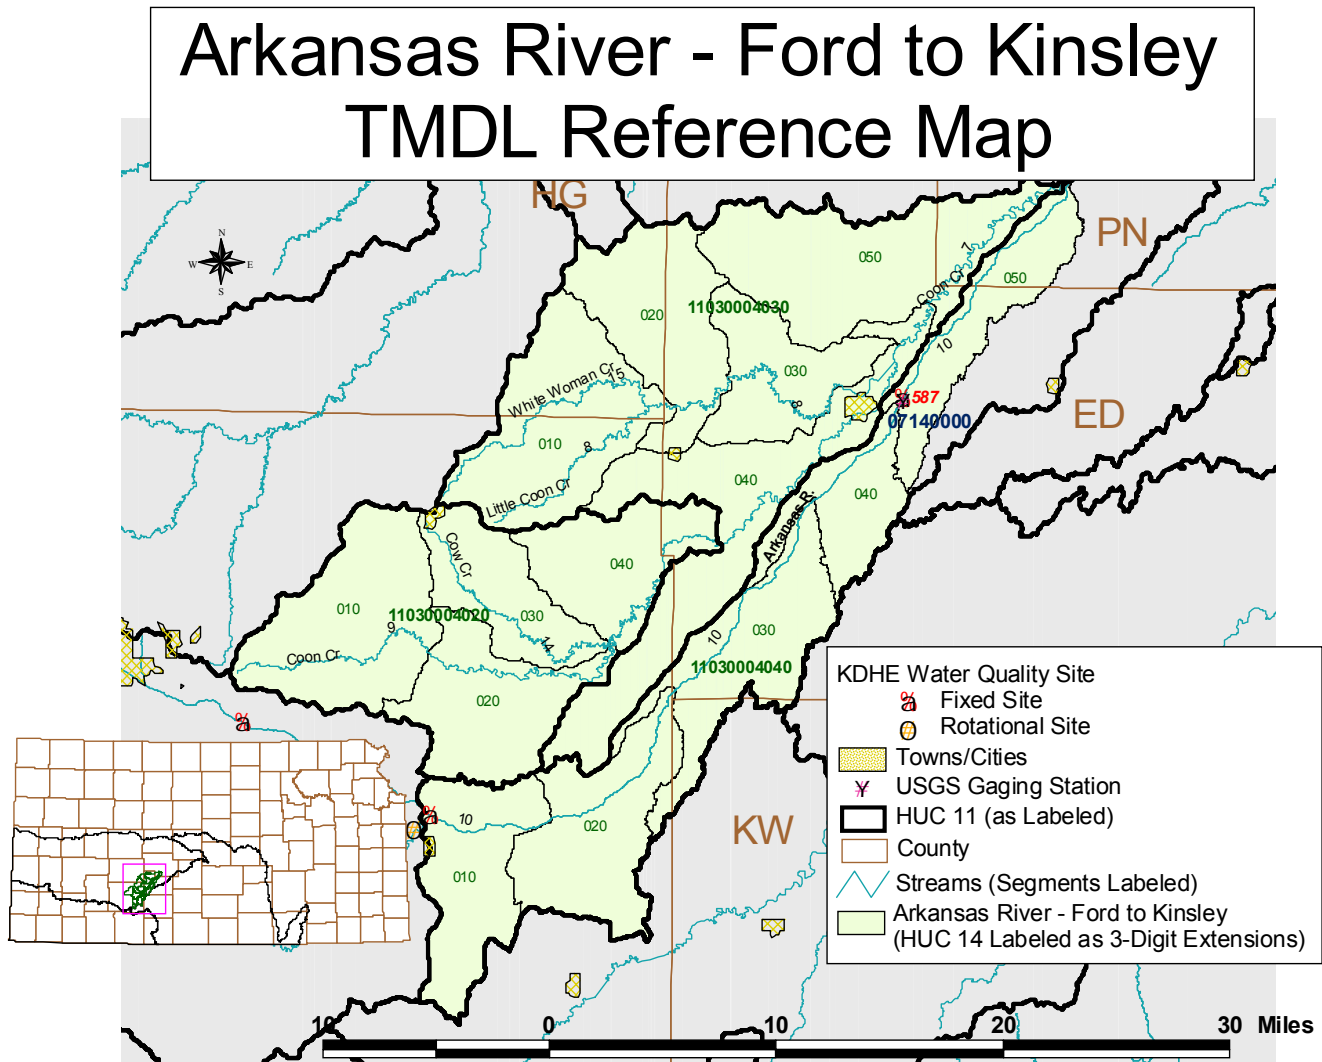 Arkansas River - Ford to Kinsley
TMDL Reference Map
HG
PN
N
W E
S
050
7
Coon Cr
050
020
11030004030
10
030
White Woman Cr
15
8
587
07140000
ED
010
8
Little Coon Cr
040
040
Arkansas R.
Cow Cr
040
010
11030004020
030
9
14
Coon Cr
10
030
11030004040
020
KDHE Water Quality Site
% Fixed Site
Rotational Site
Towns/Cities
USGS Gaging Station
HUC 11 (as Labeled)
County
Streams (Segments Labeled)
Arkansas River - Ford to Kinsley
(HUC 14 Labeled as 3-Digit Extensions)
%
%
10
020
KW
010
10 0 10 20 30 Miles